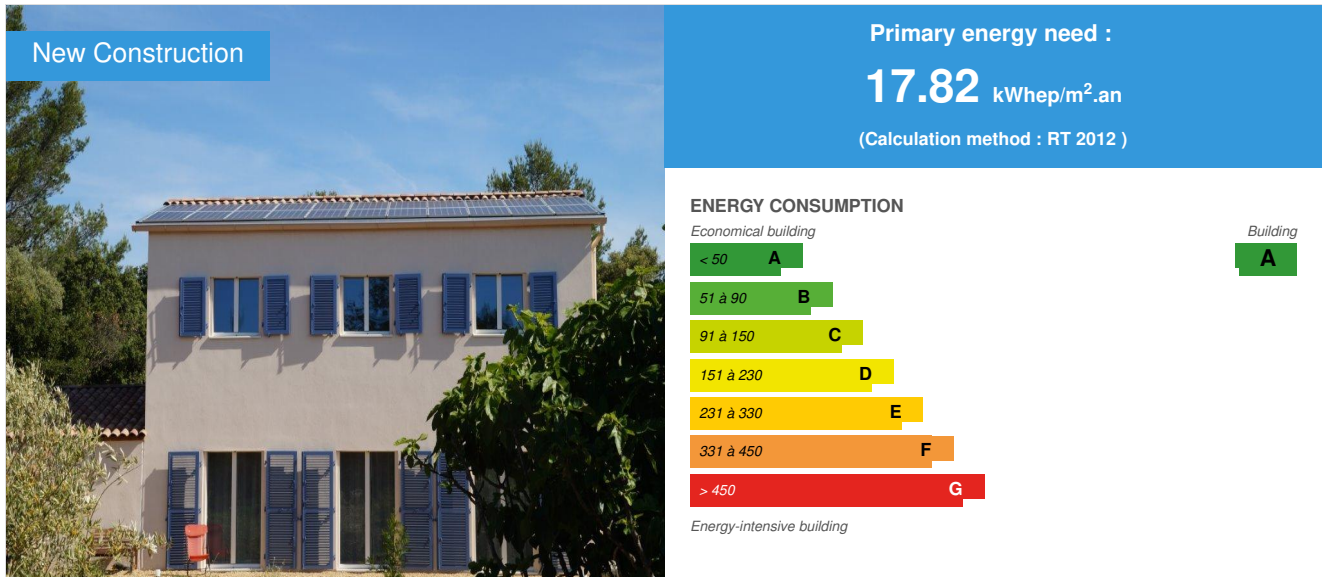 New Construction
Primary energy need :
17.82 kWhep/m².an
(Calculation method : RT 2012 )
ENERGY CONSUMPTION
Economical building
Building
< 50 A
A
51 à 90 B
91 à 150 C
151 à 230 D
231 à 330 E
331 à 450 F
> 450 G
Energy-intensive building